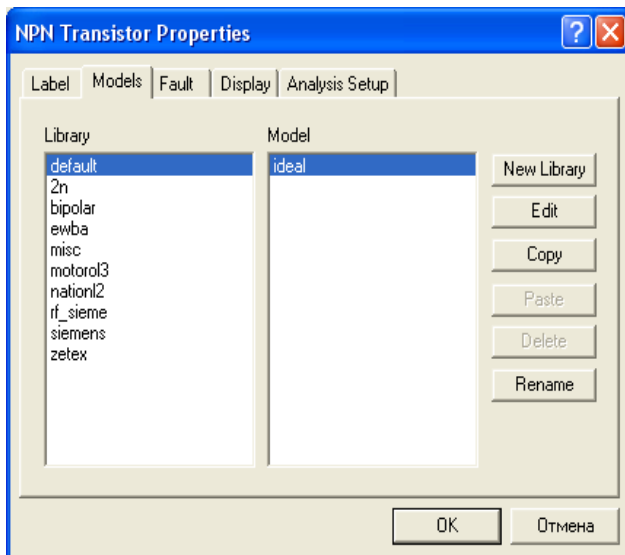 NPN Transistor Properties
Label Models Fault Display Analysis Setup
Library Model
default ideal New Library
2n
bipolar Edit
ewba
misc Copy
motorol3
nationl2 Paste
rf_sieme
siemens Delete
zetex
Rename
OK Отмена